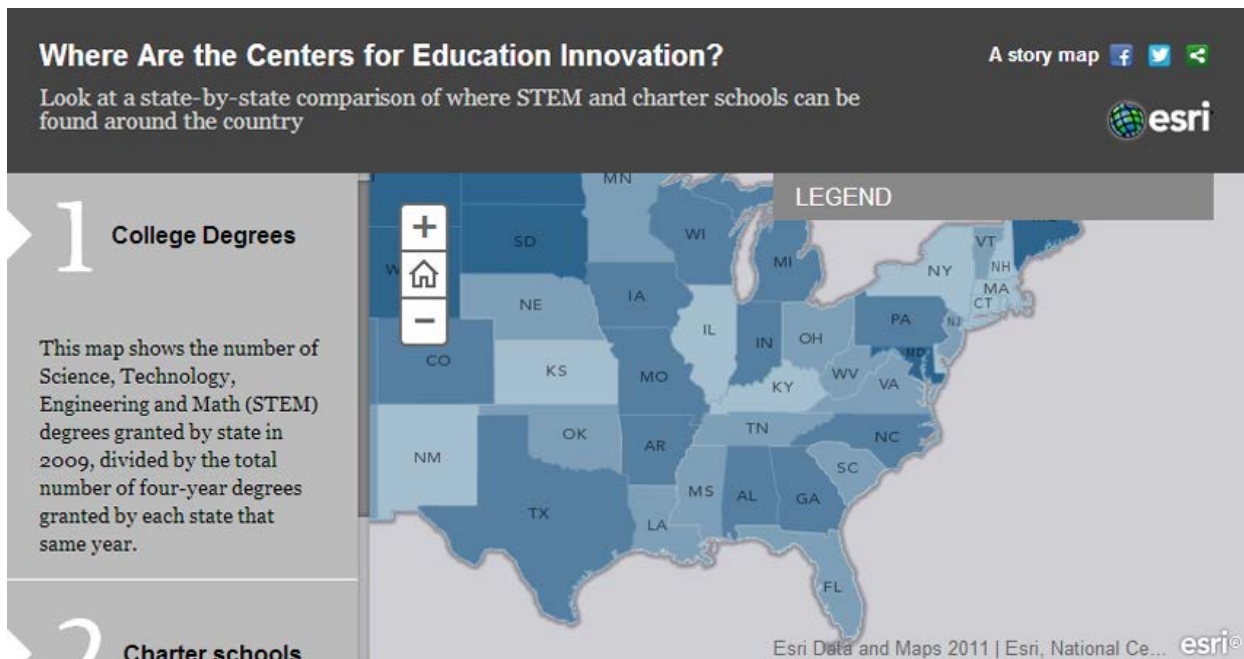 Where Are the Centers for Education Innovation?
Look at a state-by-state comparison of where STEM and charter schools can be
found around the country
A story map
esri
1
College Degrees
This map shows the number of
Science, Technology,
Engineering and Math (STEM)
degrees granted by state in
2009, divided by the total
number of four-year degrees
granted by each state that
same year.
2
Charter schools
+
−
LEGEND
MN
SD
WI
MI
VT
NH
NY
MA
CT
NE
IA
PA
NJ
IL
IN
OH
MD
CO
KS
MO
WV
VA
KY
NM
OK
AR
TN
NC
SC
MS
AL
GA
TX
LA
FL
Esri Data and Maps 2011 | Esri, National Ce...
esri®